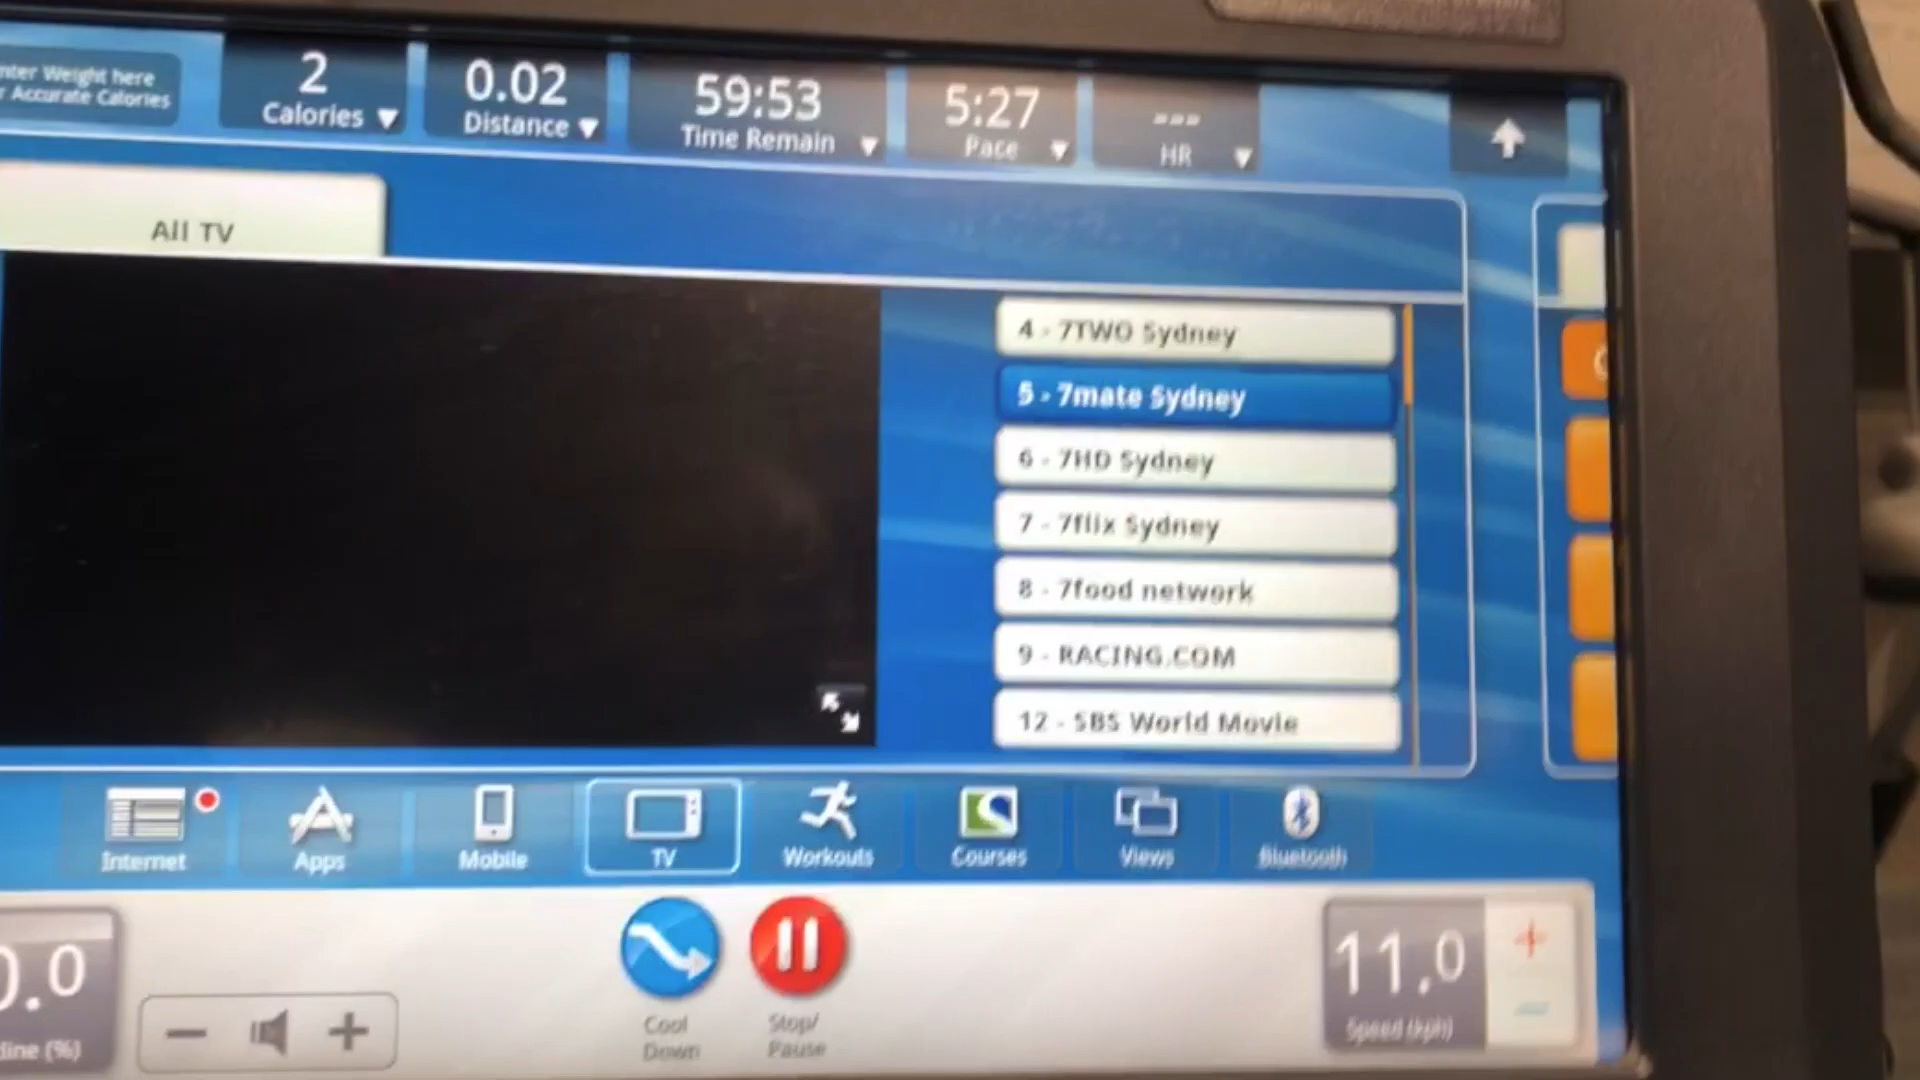 nter Weight here
r Accurate Calories
2
Calories
0.02
Distance
59:53
Time Remain
5:27
Pace
---
HR
All TV
4 - 7TWO Sydney
5 - 7mate Sydney
6 - 7HD Sydney
7 - 7flix Sydney
8 - 7food network
9 - RACING.COM
12 - SBS World Movie
Internet
Apps
Mobile
TV
Workouts
Courses
Views
Bluetooth
0.0
line (%)
Cool
Down
Stop/
Pause
11.0
Speed (kph)